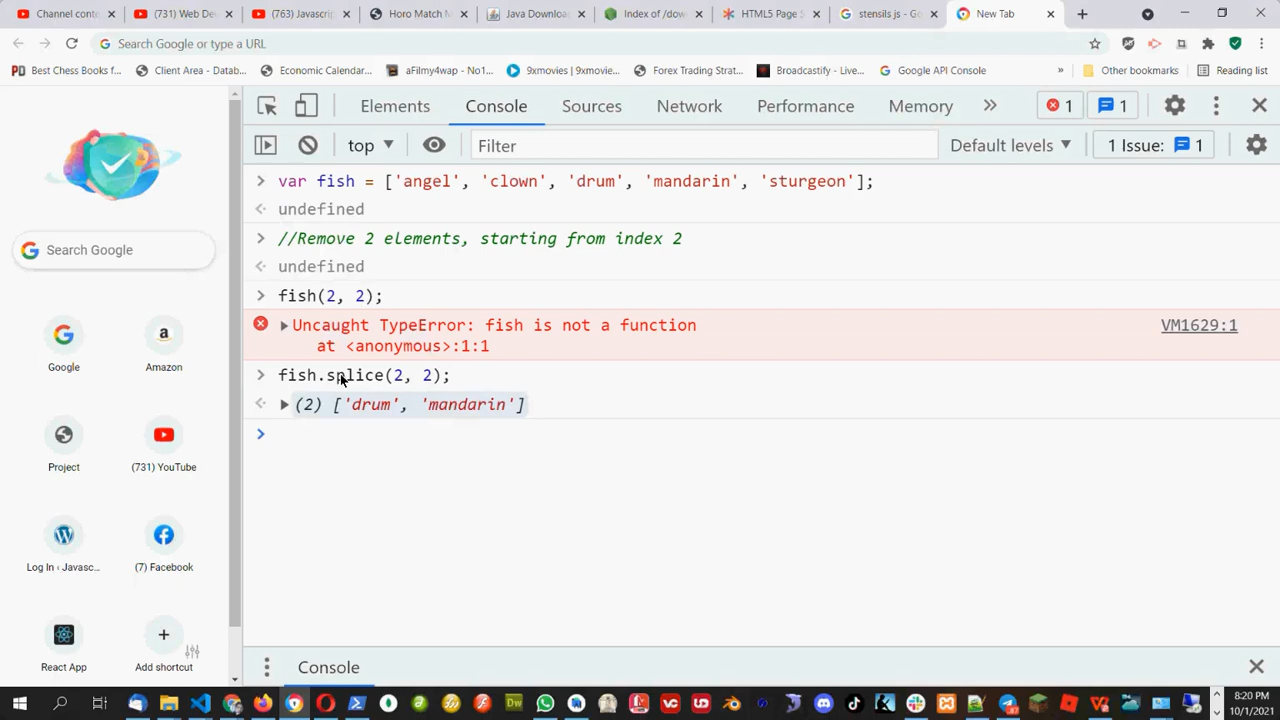 Channel conte
(731) Web Dev
(763) Javascrip
Horo Match M
Java Download
Index of /dow
HTML5 Page S
stensils js - Go
New Tab
Search Google or type a URL
Best Chess Books f...
Client Area - Datab...
Economic Calendar...
aFilmy4wap - No1...
9xmovies | 9xmovie...
Forex Trading Strat...
Broadcastify - Live...
Google API Console
»
Other bookmarks
Reading list
Elements
Console
Sources
Network
Performance
Memory
»
1
1
top
Filter
Default levels
1 Issue:
1
> var fish = ['angel', 'clown', 'drum', 'mandarin', 'sturgeon'];
undefined
> //Remove 2 elements, starting from index 2
undefined
> fish(2, 2);
Uncaught TypeError: fish is not a function
VM1629:1
at <anonymous>:1:1
> fish.splice(2, 2);
(2) ['drum', 'mandarin']
>
Search Google
Google
Amazon
Project
(731) YouTube
Log In ‹ Javasc...
(7) Facebook
React App
Add shortcut
Console
8:20 PM
10/1/2021